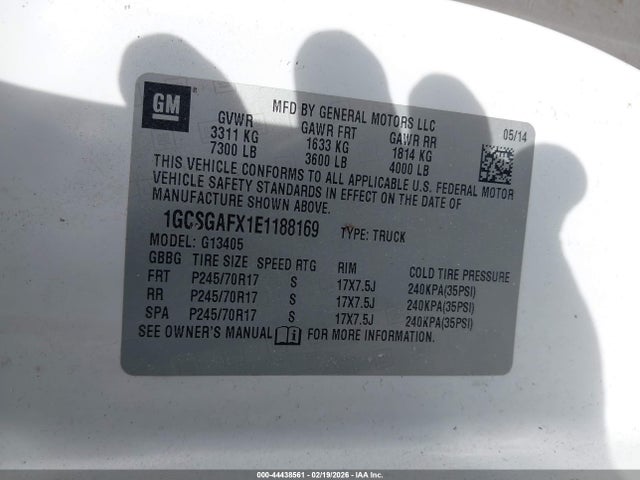 GM
MFD BY GENERAL MOTORS LLC
05/14
GVWR GAWR FRT GAWR RR
3311 KG 1633 KG 1814 KG
7300 LB 3600 LB 4000 LB
THIS VEHICLE CONFORMS TO ALL APPLICABLE U.S. FEDERAL MOTOR
VEHICLE SAFETY STANDARDS IN EFFECT ON THE DATE OF
MANUFACTURE SHOWN ABOVE.
1GCSGAFX1E1188169 TYPE: TRUCK
MODEL: G13405
GBBG TIRE SIZE SPEED RTG RIM COLD TIRE PRESSURE
FRT P245/70R17 S 17X7.5J 240KPA(35PSI)
RR P245/70R17 S 17X7.5J 240KPA(35PSI)
SPA P245/70R17 S 17X7.5J 240KPA(35PSI)
SEE OWNER'S MANUAL FOR MORE INFORMATION.
000-44438561 - 02/19/2026 - IAAI.COM